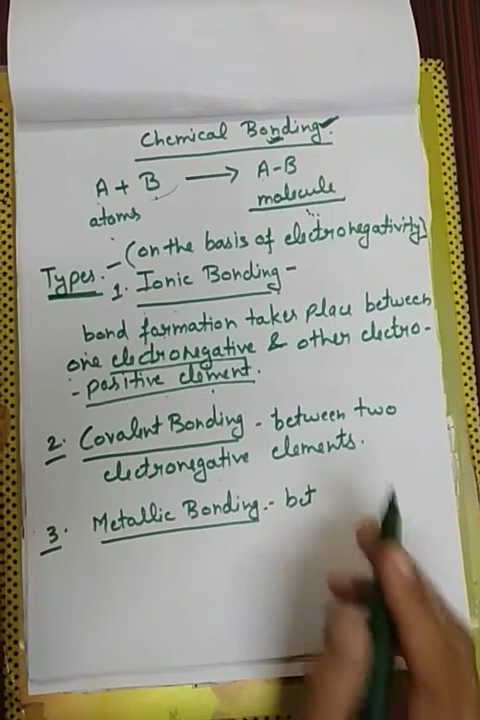 Chemical Bonding
A + B ⟶ A-B
atoms molecule
Types:- (on the basis of electronegativity)
1. Ionic Bonding -
bond formation takes place between
one electronegative & other electro-
- positive element.
2. Covalent Bonding - between two
electronegative elements.
3. Metallic Bonding - bet